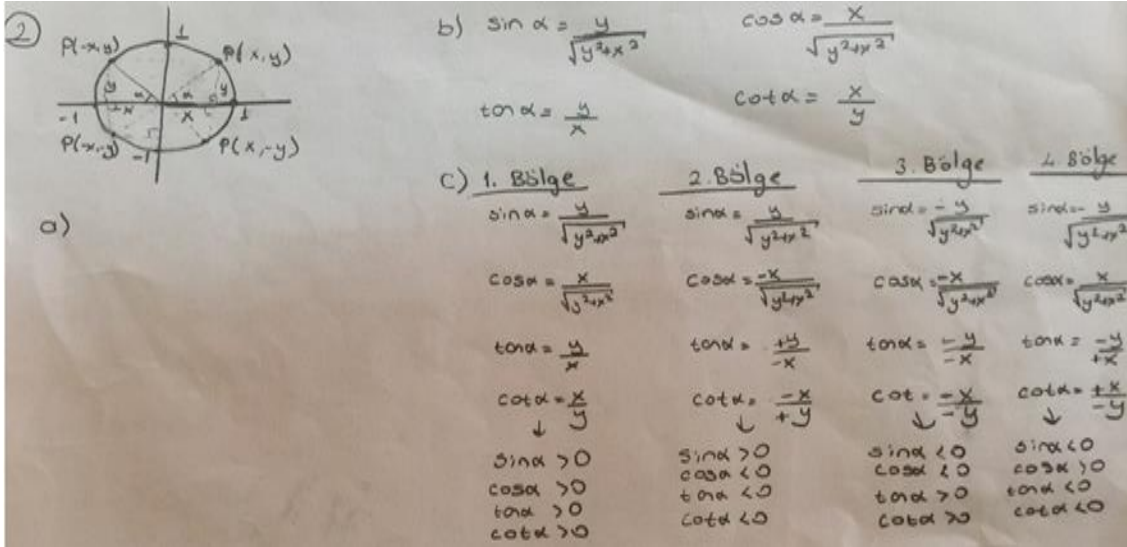 2
1
P(-x,y)
P(x,y)
y
α
α
y
-x
x
-1
1
P(-x,-y)
-1
P(x,-y)
a)
b) sin α = y/√(y²+x²)
cos α = x/√(y²+x²)
tan α = y/x
cot α = x/y
c) 1. Bölge
sin α = y/√(y²+x²)
cos α = x/√(y²+x²)
tan α = y/x
cot α = x/y
↓
sin α > 0
cos α > 0
tan α > 0
cot α > 0
2. Bölge
sin α = y/√(y²+x²)
cos α = -x/√(y²+x²)
tan α = +y/-x
cot α = -x/+y
↓
sin α > 0
cos α < 0
tan α < 0
cot α < 0
3. Bölge
sin α = -y/√(y²+x²)
cos α = -x/√(y²+x²)
tan α = -y/-x
cot = -x/-y
↓
sin α < 0
cos α < 0
tan α > 0
cot α > 0
4. Bölge
sin α = -y/√(y²+x²)
cos α = x/√(y²+x²)
tan α = -y/+x
cot α = +x/-y
↓
sin α < 0
cos α > 0
tan α < 0
cot α < 0